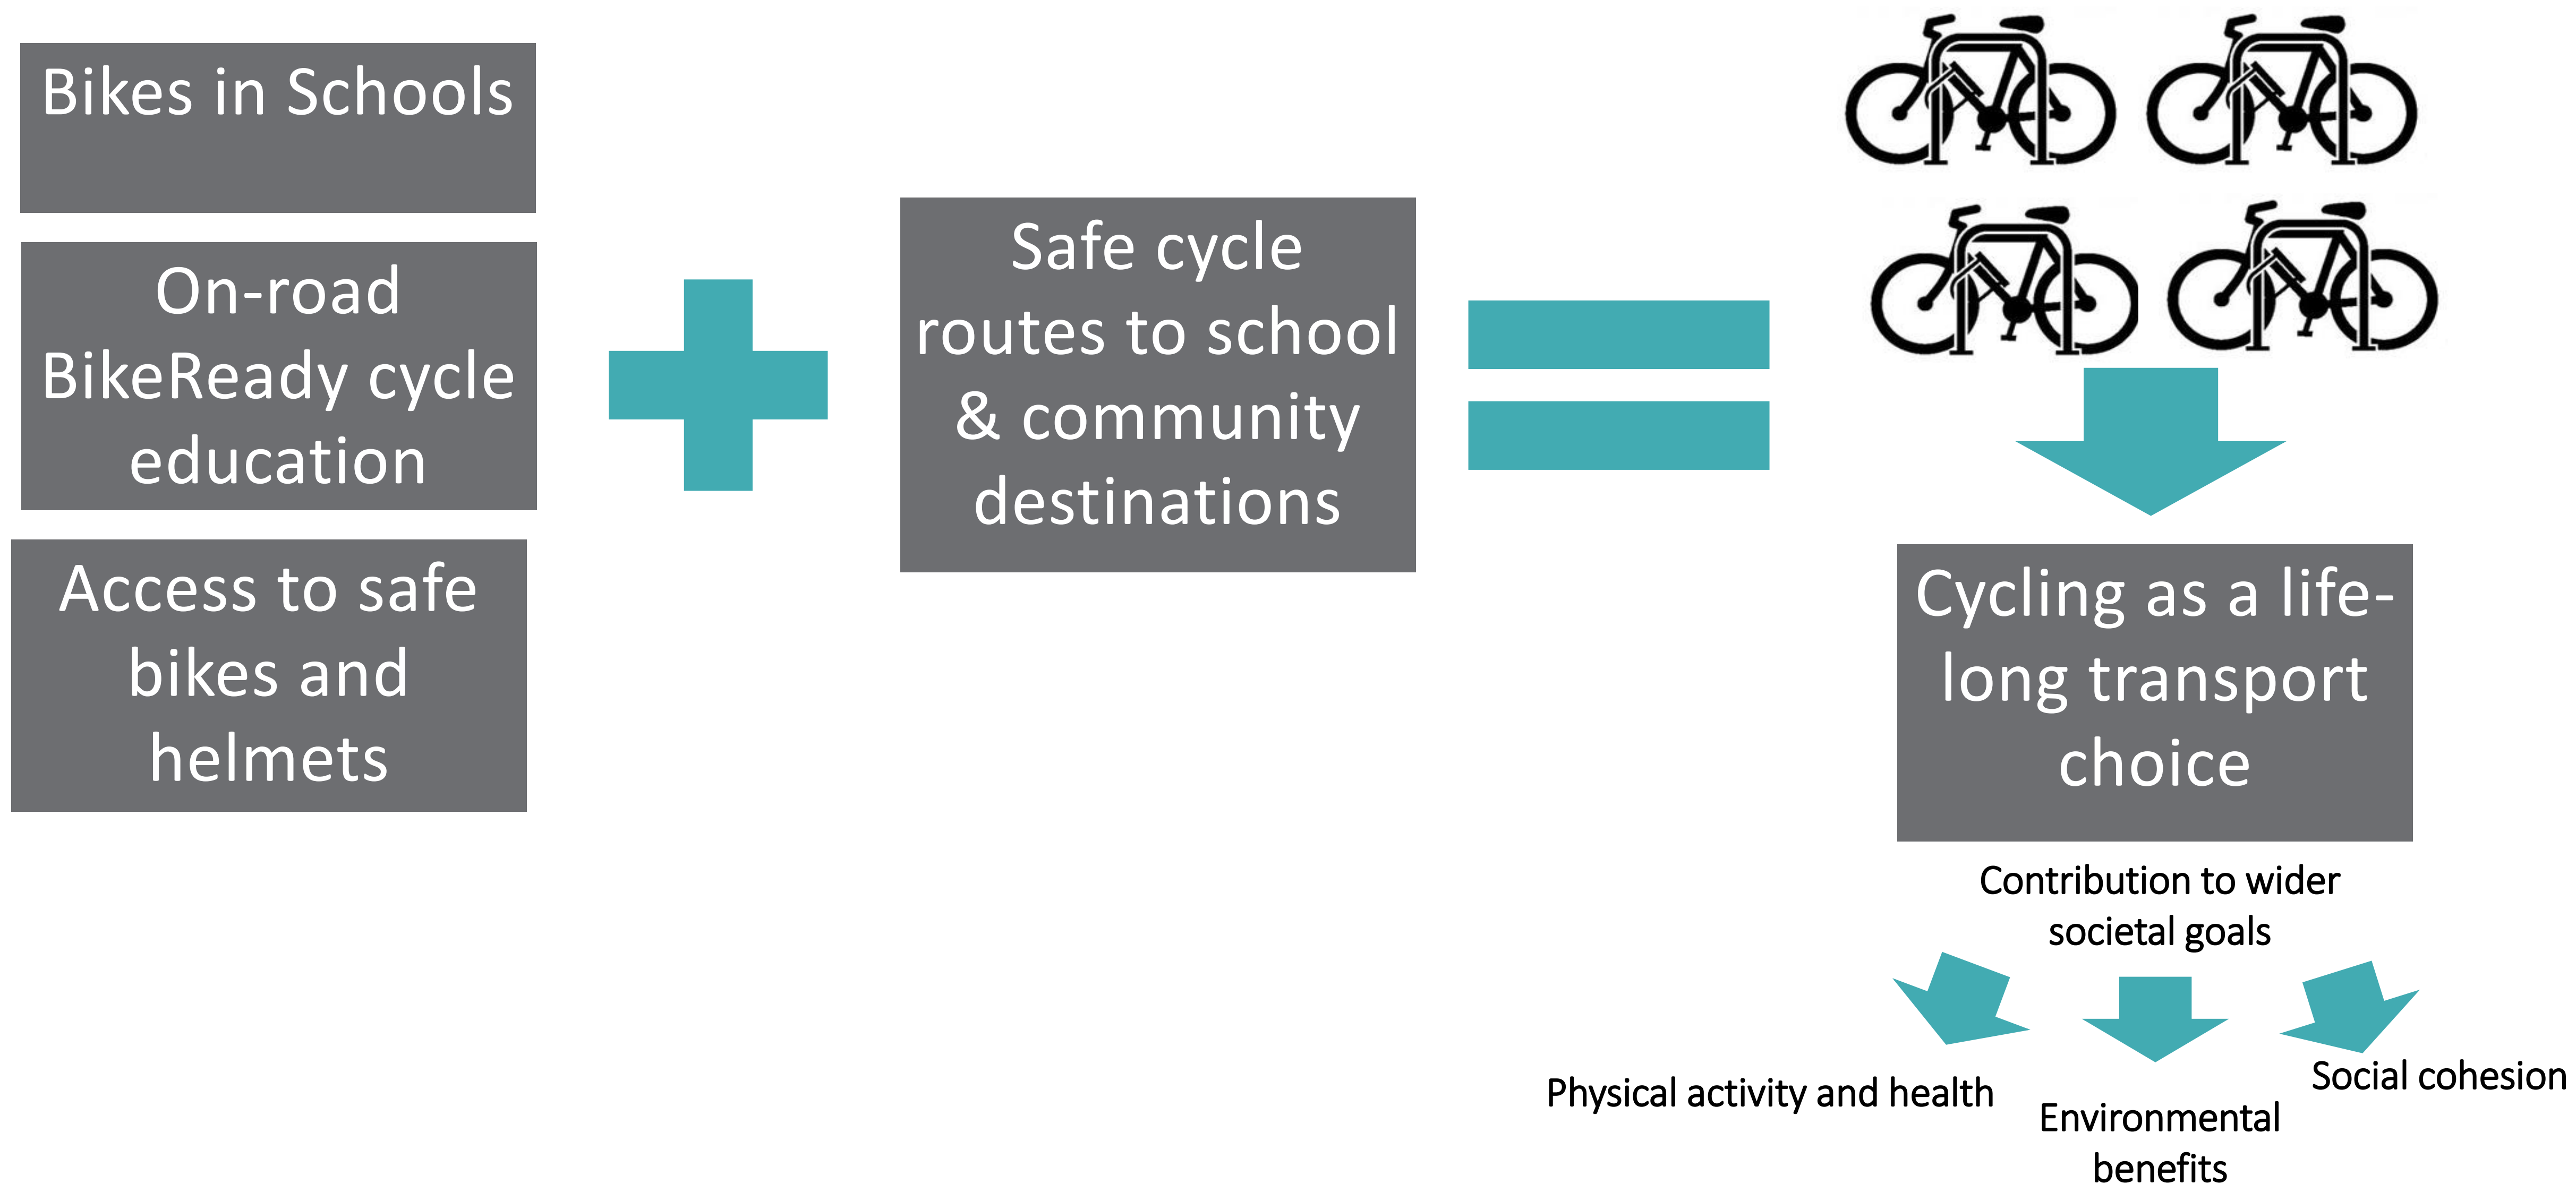 Bikes in Schools
On-road
BikeReady cycle
education
Access to safe
bikes and
helmets
Safe cycle
routes to school
& community
destinations
Cycling as a life-
long transport
choice
Contribution to wider
societal goals
Physical activity and health
Environmental
benefits
Social cohesion